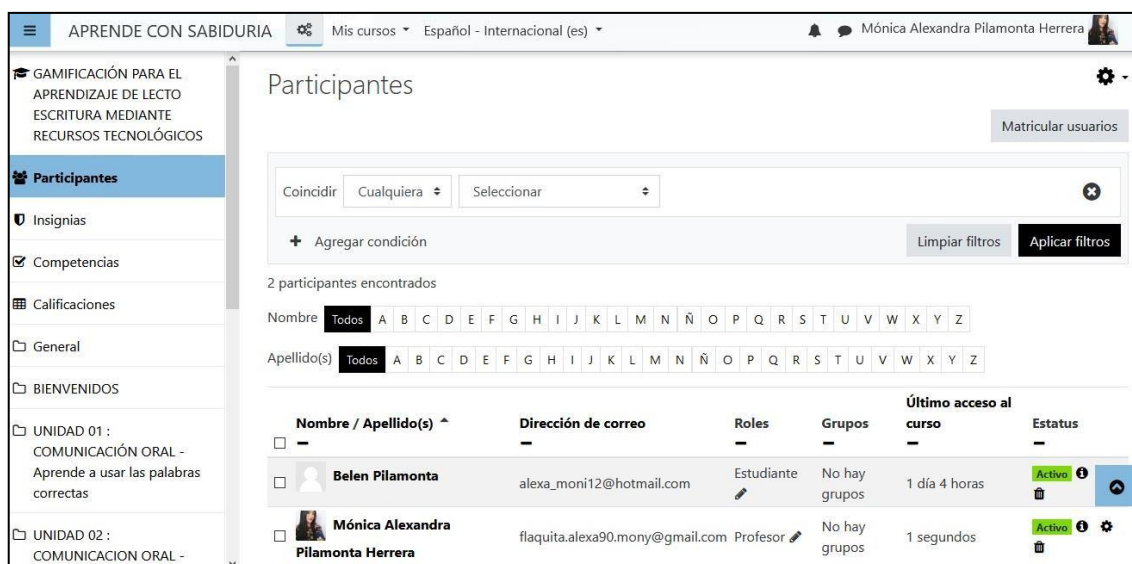 APRENDE CON SABIDURIA Mis cursos Español - Internacional (es) Mónica Alexandra Pilamonta Herrera
GAMIFICACIÓN PARA EL
APRENDIZAJE DE LECTO
ESCRITURA MEDIANTE
RECURSOS TECNOLÓGICOS
Participantes
Insignias
Competencias
Calificaciones
General
BIENVENIDOS
UNIDAD 01 :
COMUNICACIÓN ORAL -
Aprende a usar las palabras
correctas
UNIDAD 02 :
COMUNICACION ORAL -
Participantes
Matricular usuarios
Coincidir Cualquiera Seleccionar
Agregar condición Limpiar filtros Aplicar filtros
2 participantes encontrados
Nombre Todos A B C D E F G H I J K L M N Ñ O P Q R S T U V W X Y Z
Apellido(s) Todos A B C D E F G H I J K L M N Ñ O P Q R S T U V W X Y Z
Nombre / Apellido(s) Dirección de correo Roles Grupos Último acceso al curso Estatus
Belen Pilamonta alexa_moni12@hotmail.com Estudiante No hay grupos 1 día 4 horas Activo
Mónica Alexandra Pilamonta Herrera flaquita.alexa90.mony@gmail.com Profesor No hay grupos 1 segundos Activo